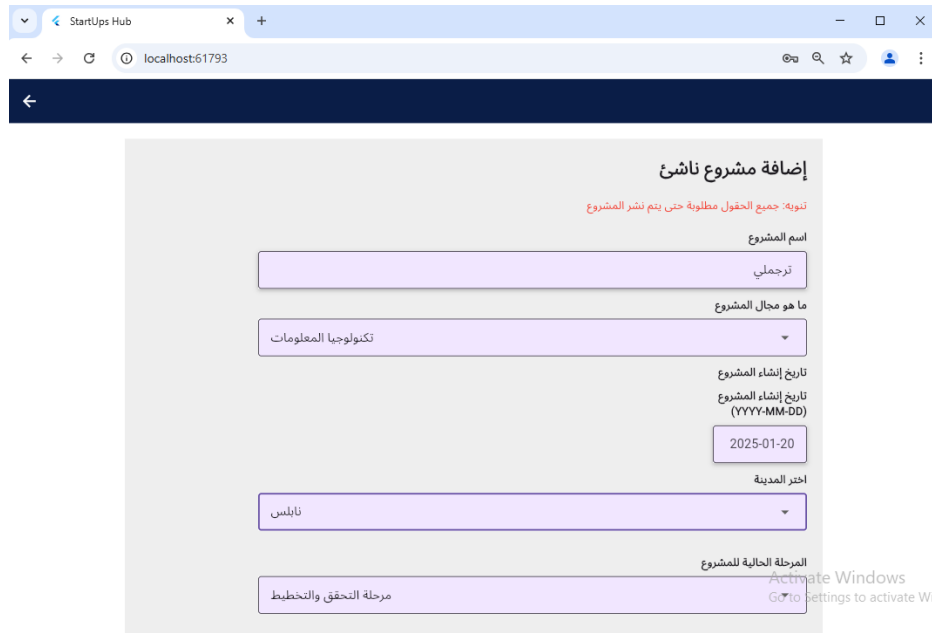 StartUps Hub
localhost:61793
إضافة مشروع ناشئ
تنويه: جميع الحقول مطلوبة حتى يتم نشر المشروع
اسم المشروع
ترجملي
ما هو مجال المشروع
تكنولوجيا المعلومات
تاريخ إنشاء المشروع
تاريخ إنشاء المشروع
(YYYY-MM-DD)
2025-01-20
اختر المدينة
نابلس
المرحلة الحالية للمشروع
مرحلة التحقق والتخطيط
Activate Windows
Go to Settings to activate Wi